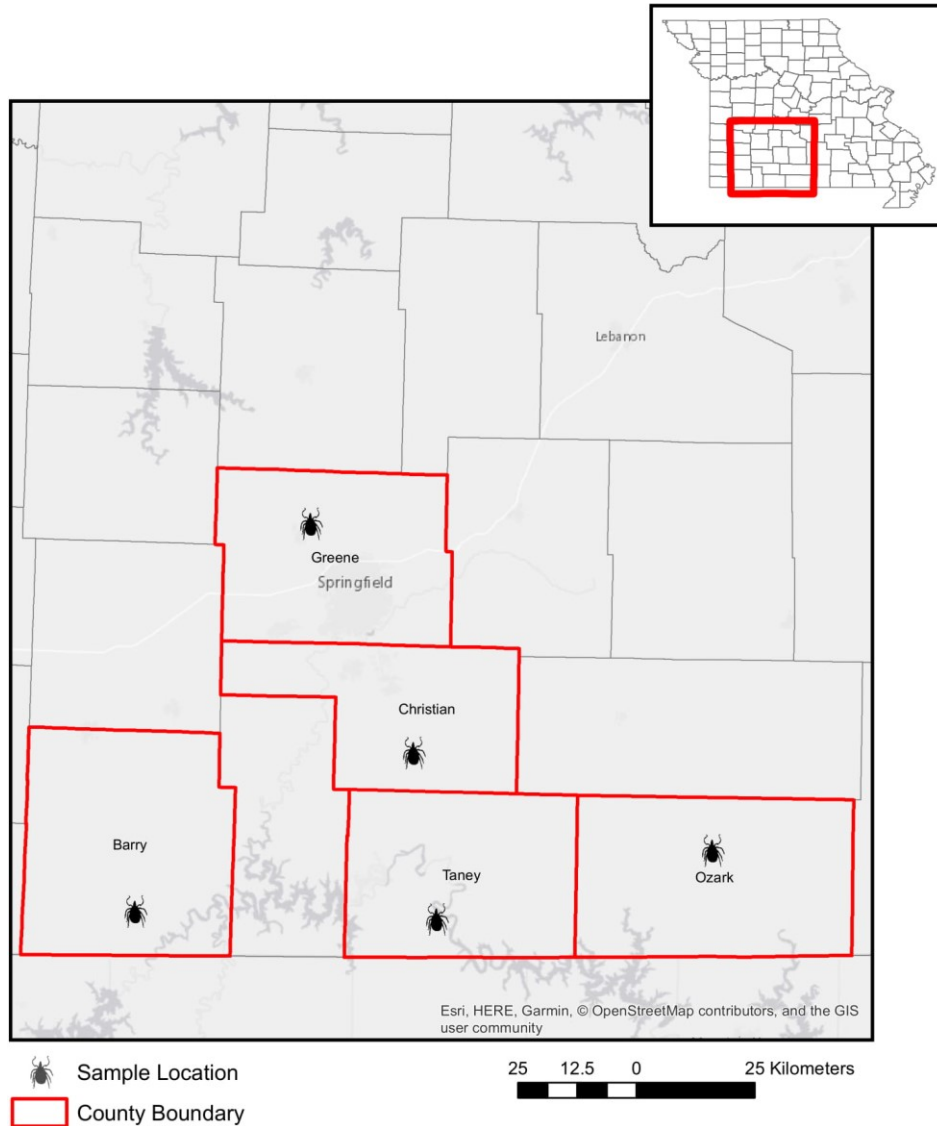 Lebanon
Greene
Springfield
Christian
Barry
Taney
Ozark
Esri, HERE, Garmin, © OpenStreetMap contributors, and the GIS
user community
Sample Location
County Boundary
25 12.5 0 25 Kilometers